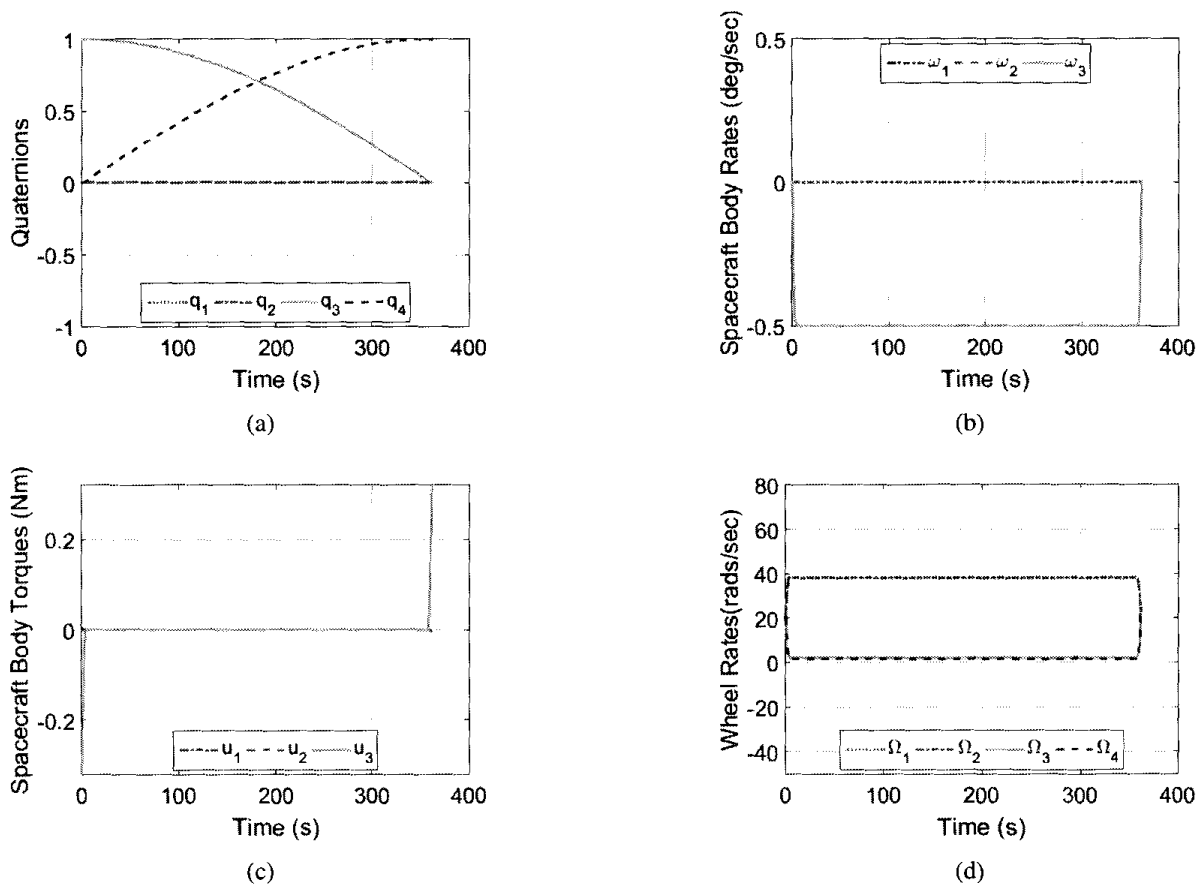 1
0.5
0
-0.5
-1
Quaternions
q1 q2 q3 q4
0 100 200 300 400
Time (s)
(a)
0.5
0
-0.5
Spacecraft Body Rates (deg/sec)
ω1 ω2 ω3
0 100 200 300 400
Time (s)
(b)
0.2
0
-0.2
Spacecraft Body Torques (Nm)
u1 u2 u3
0 100 200 300 400
Time (s)
(c)
80
60
40
20
0
-20
-40
Wheel Rates(rads/sec)
Ω1 Ω2 Ω3 Ω4
0 100 200 300 400
Time (s)
(d)